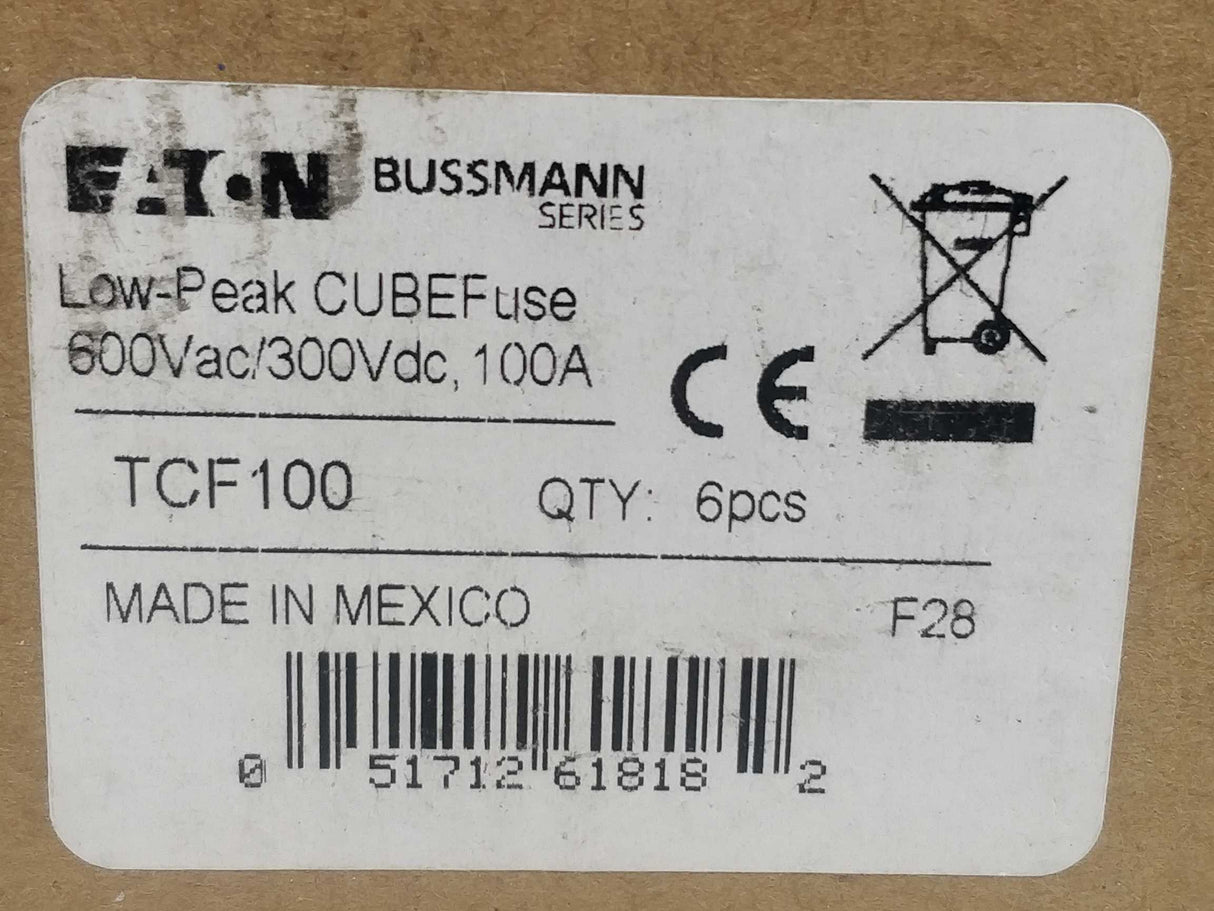 EATON BUSSMANN
SERIES
Low-Peak CUBEFuse
600Vac/300Vdc, 100A
CE
TCF100 QTY: 6pcs
MADE IN MEXICO F28
0 51712 61818 2